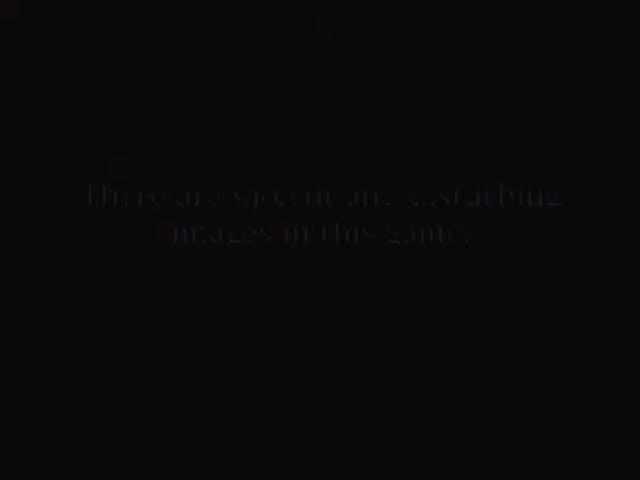 There are violent and disturbing
images in this game.